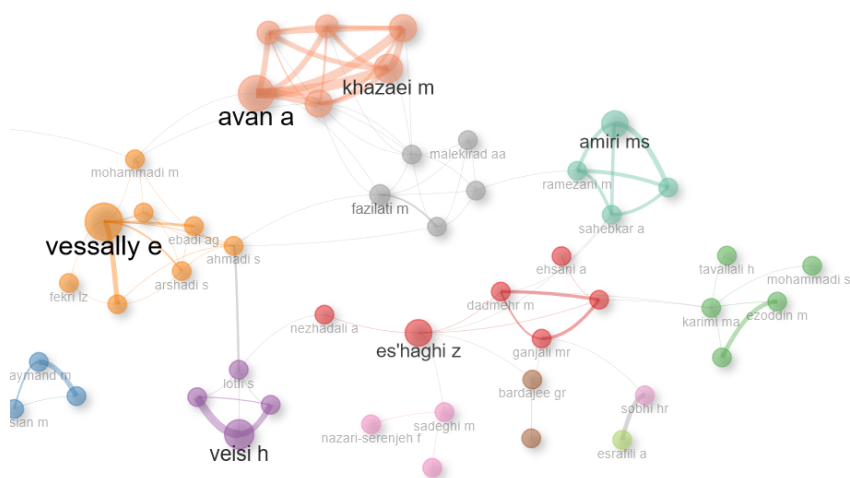 khazaei m
avan a
amiri ms
malekirad aa
mohammadi m
ramezani m
fazilati m
sahebkar a
ebadi ag
vessally e
ahmadi s
ehsani a
tavallali h
arshadi s
mohammadi s
fekri lz
dadmehr m
karimi ma
ezoddin m
nezhadali a
es'haghi z
ganjali mr
aymand m
lotfi s
bardajee gr
sobhi hr
sian m
sadeghi m
nazari-serenjeh f
veisi h
esrafili a